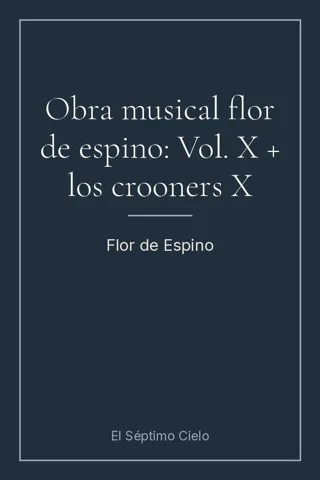 Obra musical flor
de espino: Vol. X +
los crooners X
Flor de Espino
El Séptimo Cielo